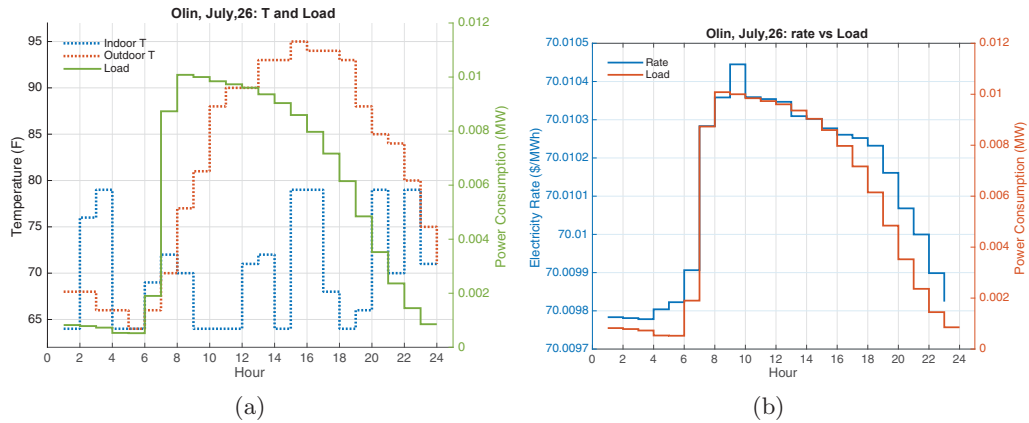 Olin, July,26: T and Load
Indoor T
Outdoor T
Load
Temperature (F)
95
90
85
80
75
70
65
0 2 4 6 8 10 12 14 16 18 20 22 24
Hour
0.012
0.01
0.008
0.006
0.004
0.002
0
Power Consumption (MW)
(a)
Olin, July,26: rate vs Load
Rate
Load
Electricity Rate ($/MWh)
70.0105
70.0104
70.0103
70.0102
70.0101
70.01
70.0099
70.0098
70.0097
0 2 4 6 8 10 12 14 16 18 20 22 24
Hour
0.012
0.01
0.008
0.006
0.004
0.002
0
Power Consumption (MW)
(b)